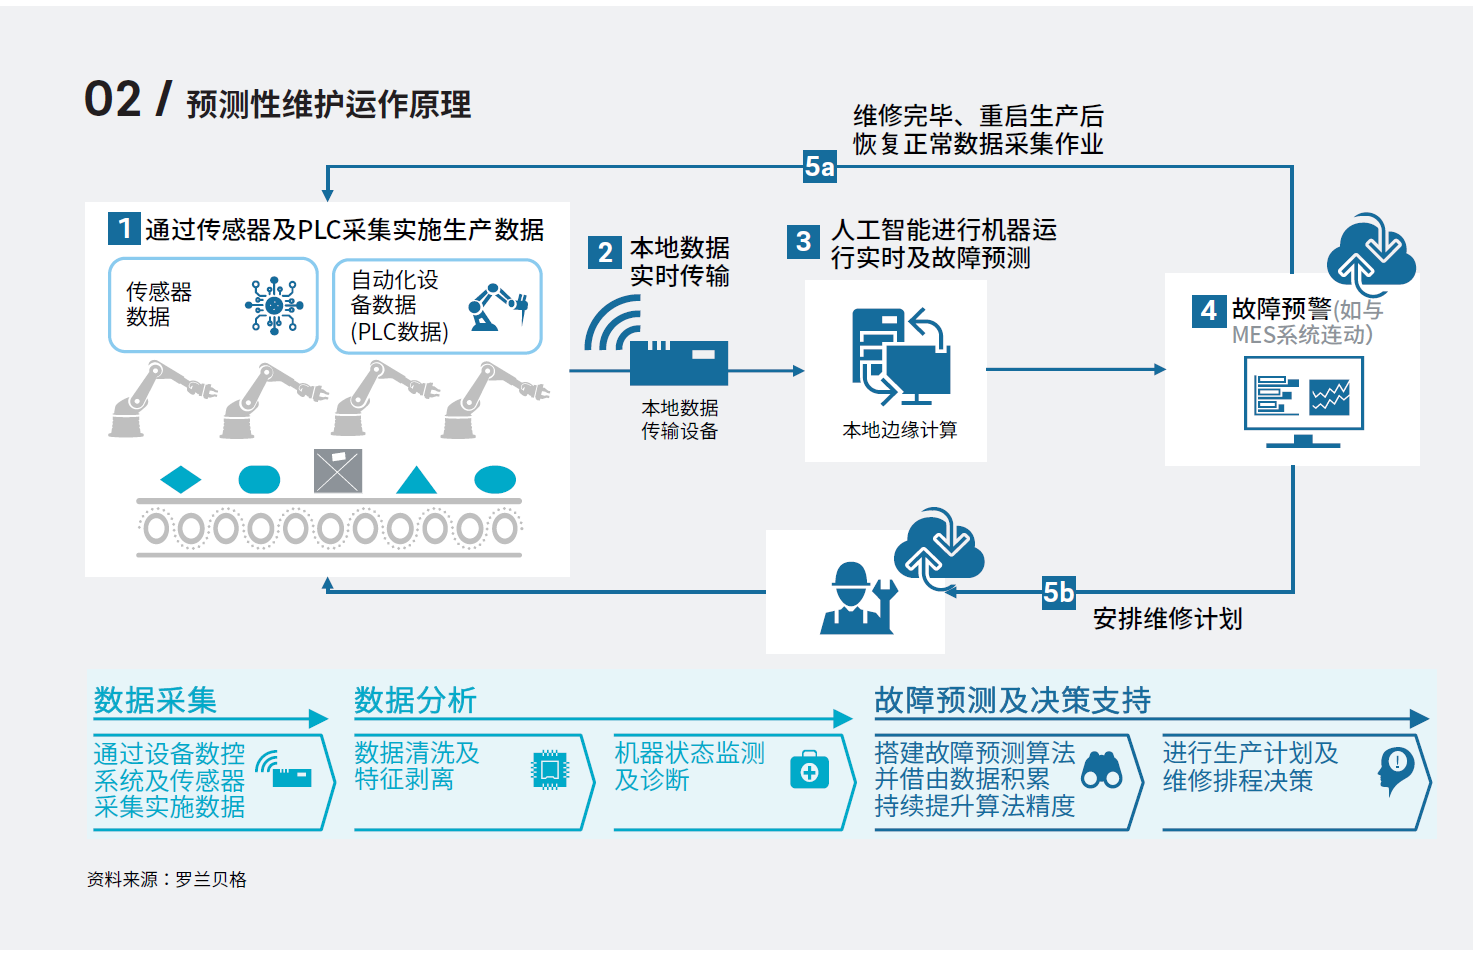 02 / 预测性维护运作原理
维修完毕、重启生产后
恢复正常数据采集作业
5a
1 通过传感器及PLC采集实施生产数据
传感器
数据
自动化设
备数据
(PLC数据)
2 本地数据
实时传输
本地数据
传输设备
3 人工智能进行机器运
行实时及故障预测
本地边缘计算
4 故障预警(如与
MES系统连动)
5b
安排维修计划
数据采集
通过设备数控
系统及传感器
采集实施数据
数据分析
数据清洗及
特征剥离
机器状态监测
及诊断
故障预测及决策支持
搭建故障预测算法
并借由数据积累
持续提升算法精度
进行生产计划及
维修排程决策
!
资料来源：罗兰贝格